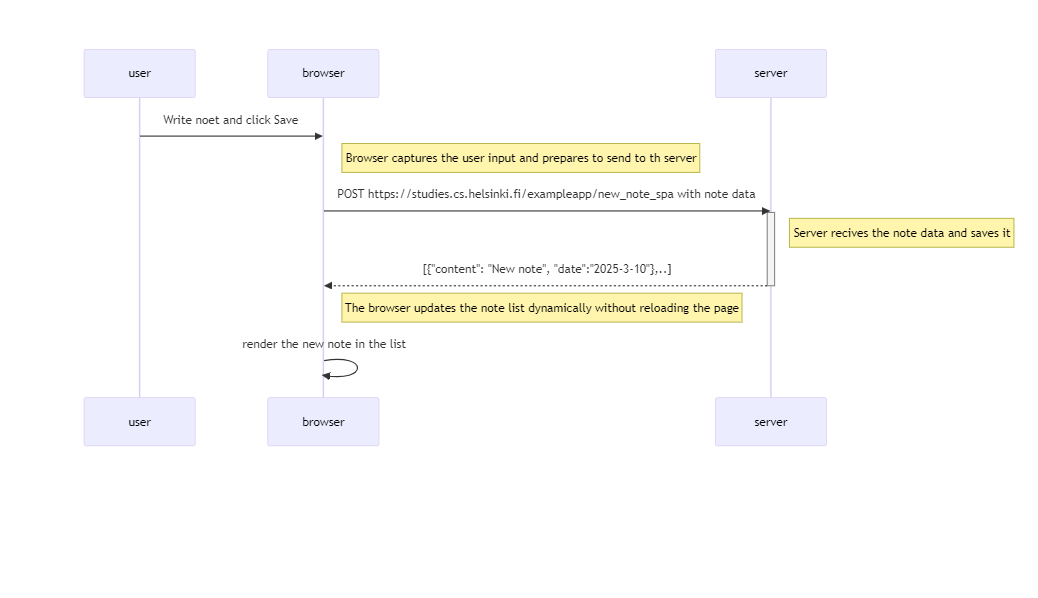 user
browser
server
Write noet and click Save
Browser captures the user input and prepares to send to th server
POST https://studies.cs.helsinki.fi/exampleapp/new_note_spa with note data
Server recives the note data and saves it
[{"content": "New note", "date":"2025-3-10"},..]
The browser updates the note list dynamically without reloading the page
render the new note in the list
user
browser
server